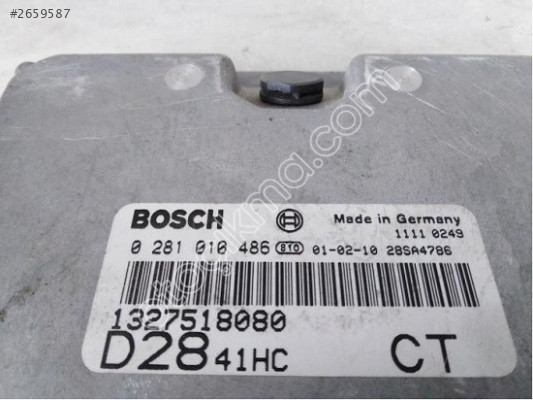 #2659587
BOSCH
Made in Germany
1111 0249
0 281 010 486 810 01-02-10 28SA4786
1327518080
D28 41HC CT